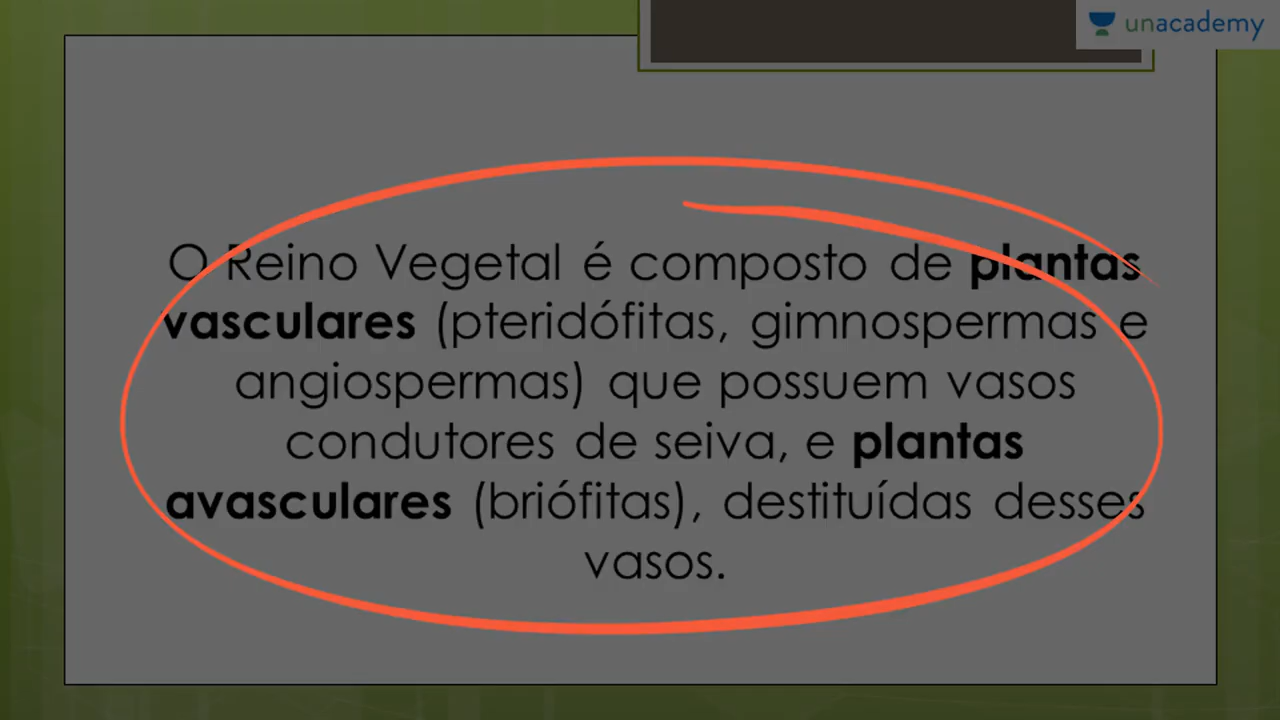 unacademy
O Reino Vegetal é composto de plantas
vasculares (pteridófitas, gimnospermas e
angiospermas) que possuem vasos
condutores de seiva, e plantas
avasculares (briófitas), destituídas desses
vasos.